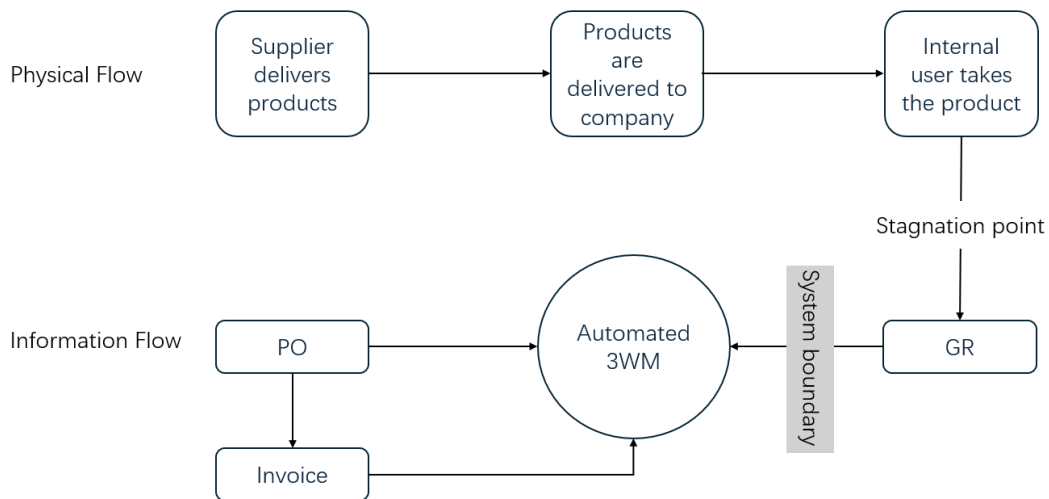 Physical Flow
Supplier
delivers
products
Products
are
delivered to
company
Internal
user takes
the product
Stagnation point
Information Flow
PO
Automated
3WM
System boundary
GR
Invoice